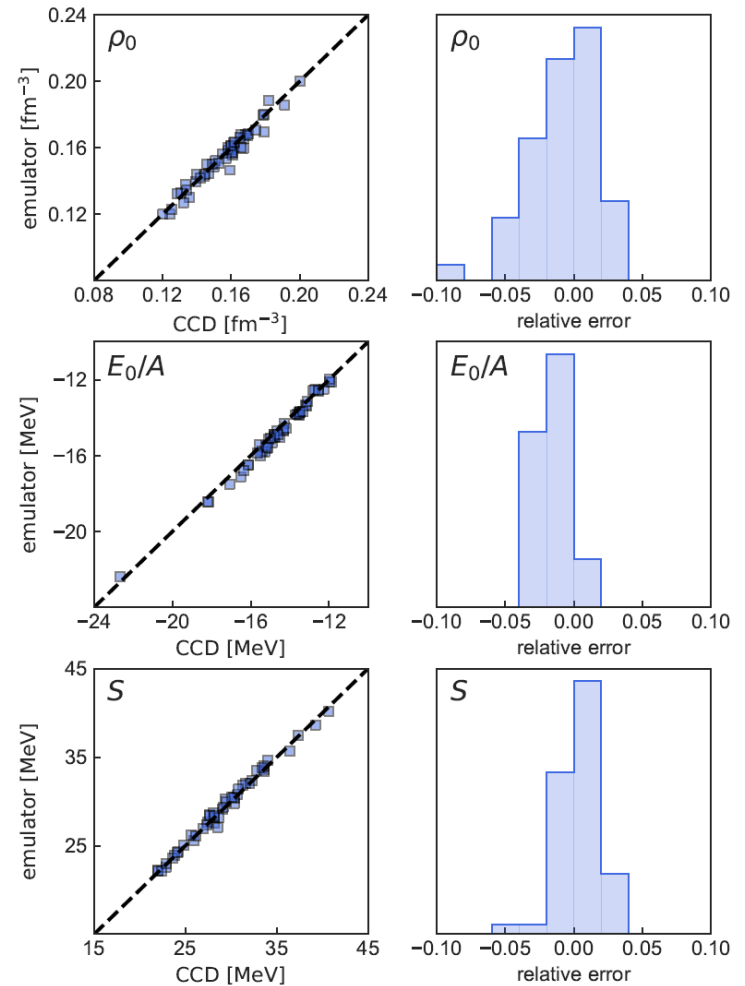 ρ₀
0.24
0.20
0.16
0.12
emulator [fm⁻³]
0.08 0.12 0.16 0.20 0.24
CCD [fm⁻³]
ρ₀
−0.10 −0.05 0.00 0.05 0.10
relative error
E₀/A
−12
−16
−20
emulator [MeV]
−24 −20 −16 −12
CCD [MeV]
E₀/A
−0.10 −0.05 0.00 0.05 0.10
relative error
S
45
35
25
emulator [MeV]
15 25 35 45
CCD [MeV]
S
−0.10 −0.05 0.00 0.05 0.10
relative error